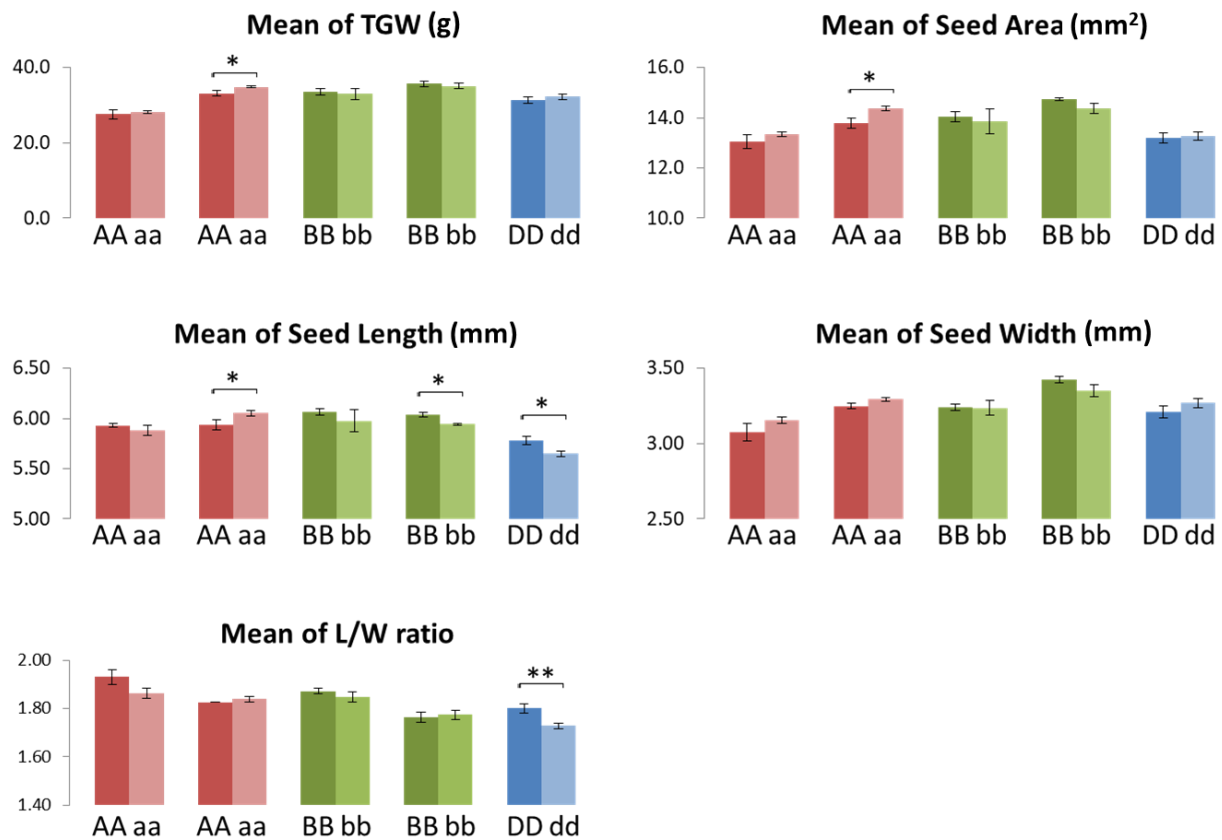 Mean of TGW (g)
40.0
20.0
0.0
*
AA aa AA aa BB bb BB bb DD dd
Mean of Seed Area (mm²)
16.0
14.0
12.0
10.0
*
AA aa AA aa BB bb BB bb DD dd
Mean of Seed Length (mm)
6.50
6.00
5.50
5.00
* * *
AA aa AA aa BB bb BB bb DD dd
Mean of Seed Width (mm)
3.50
3.00
2.50
AA aa AA aa BB bb BB bb DD dd
Mean of L/W ratio
2.00
1.80
1.60
1.40
**
AA aa AA aa BB bb BB bb DD dd